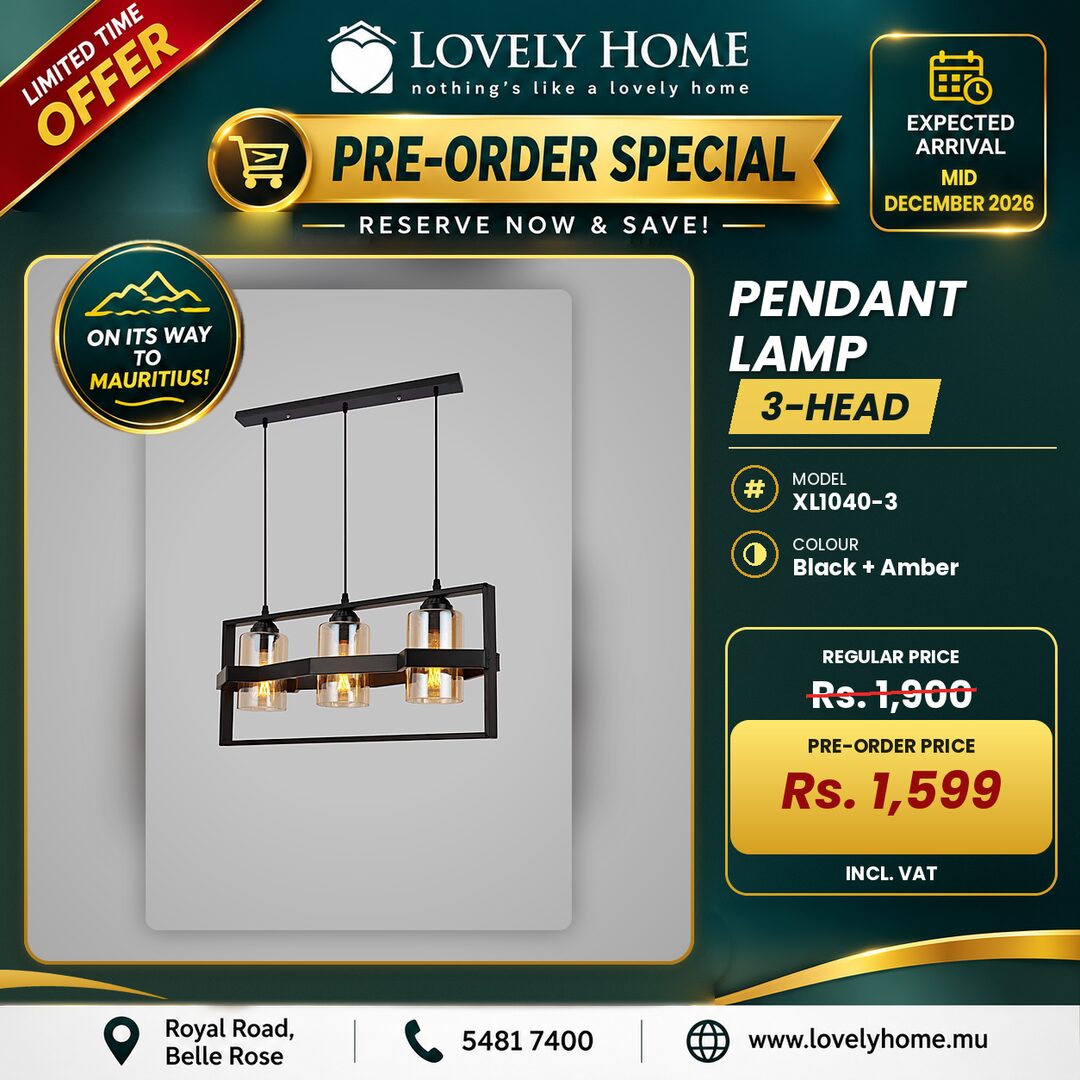 LIMITED TIME
OFFER
LOVELY HOME
nothing's like a lovely home
PRE-ORDER SPECIAL
RESERVE NOW & SAVE!
EXPECTED
ARRIVAL
MID
DECEMBER 2026
ON ITS WAY
TO
MAURITIUS!
PENDANT
LAMP
3-HEAD
#
MODEL
XL1040-3
COLOUR
Black + Amber
REGULAR PRICE
Rs. 1,900
PRE-ORDER PRICE
Rs. 1,599
INCL. VAT
Royal Road,
Belle Rose
5481 7400
www.lovelyhome.mu